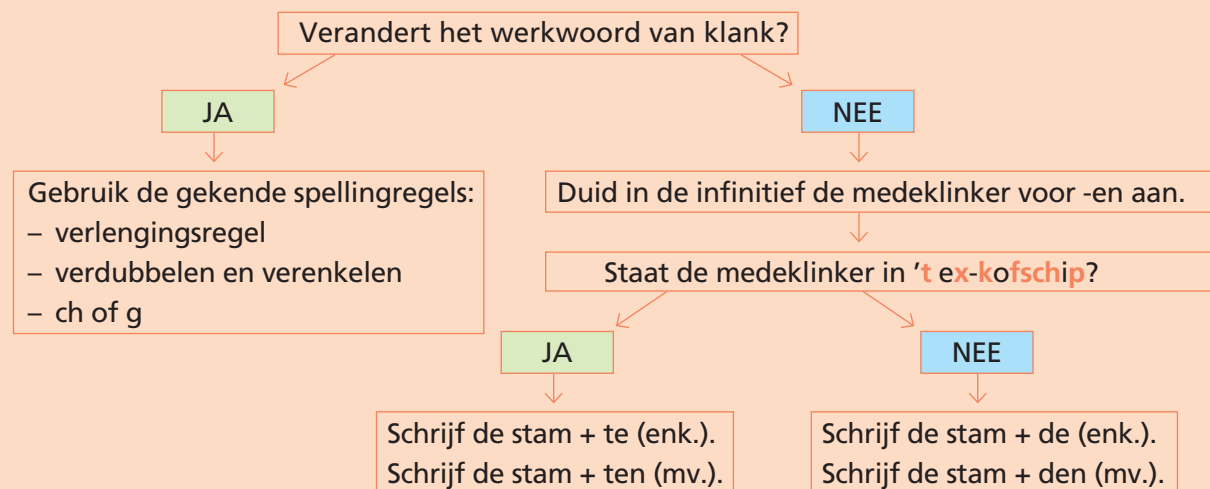 Verandert het werkwoord van klank?
JA
NEE
Gebruik de gekende spellingregels:
– verlengingsregel
– verdubbelen en verenkelen
– ch of g
Duid in de infinitief de medeklinker voor -en aan.
Staat de medeklinker in ’t ex-kofschip?
JA
NEE
Schrijf de stam + te (enk.).
Schrijf de stam + ten (mv.).
Schrijf de stam + de (enk.).
Schrijf de stam + den (mv.).